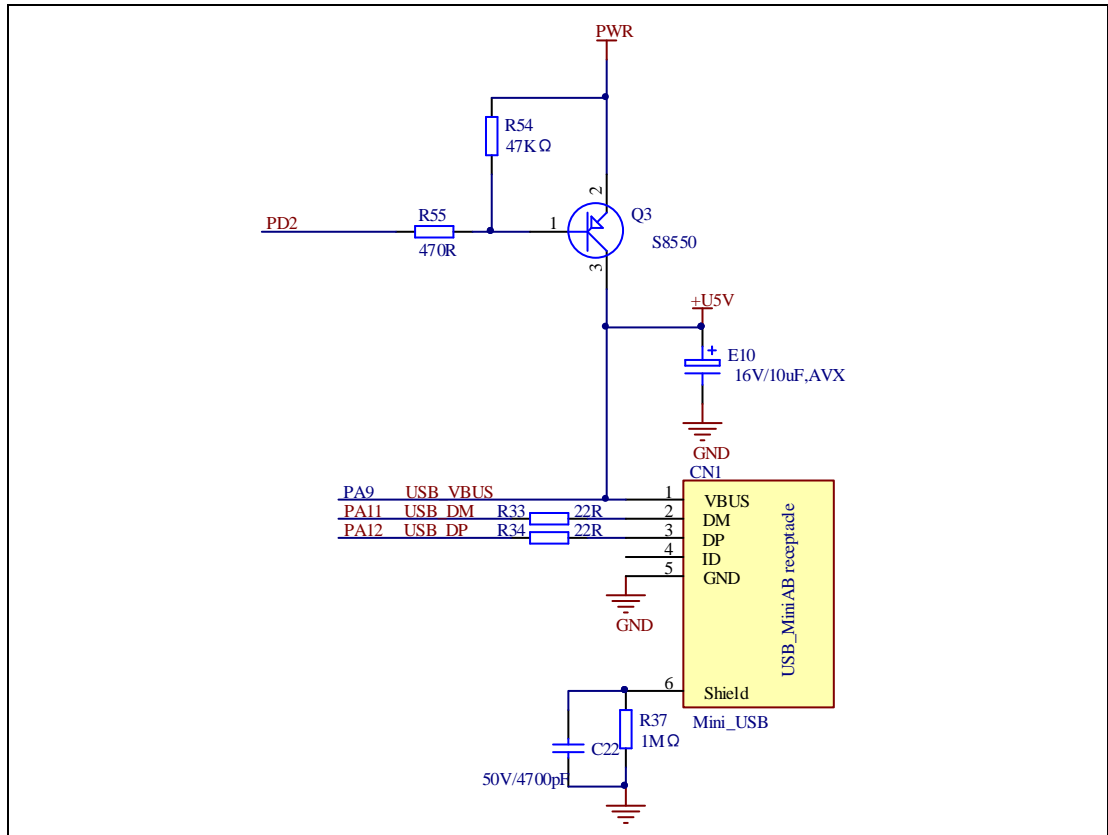 PWR
R54
47KΩ
2
Q3
PD2
R55
1
470R
S8550
3
+U5V
+
E10
16V/10uF,AVX
GND
CN1
PA9 USB_VBUS 1 VBUS
PA11 USB_DM R33 22R 2 DM
PA12 USB_DP R34 22R 3 DP
4 ID
5 GND
GND
USB_MiniAB receptacle
6 Shield
R37
Mini_USB
C22
1MΩ
50V/4700pF